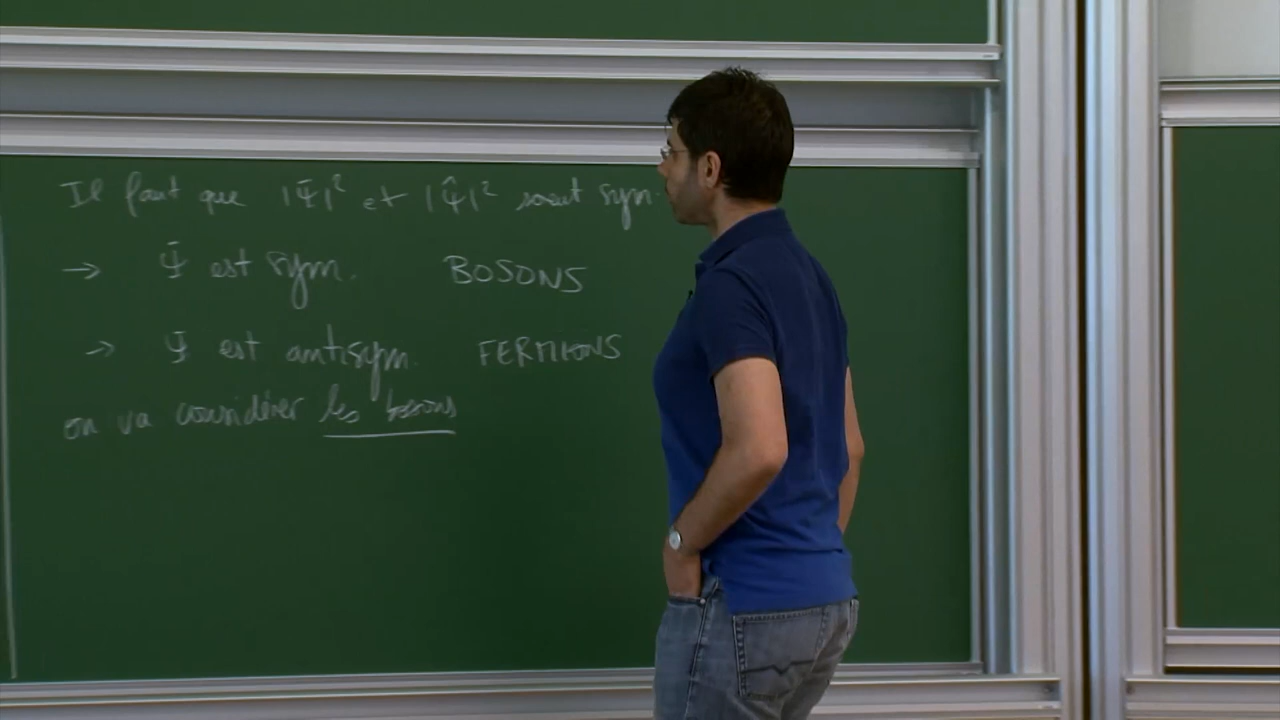 Il faut que |Ψ|² et |Ψ̂|² soient sym.
→ Ψ est sym. BOSONS
→ Ψ est antisym. FERMIONS
on va considérer les bosons